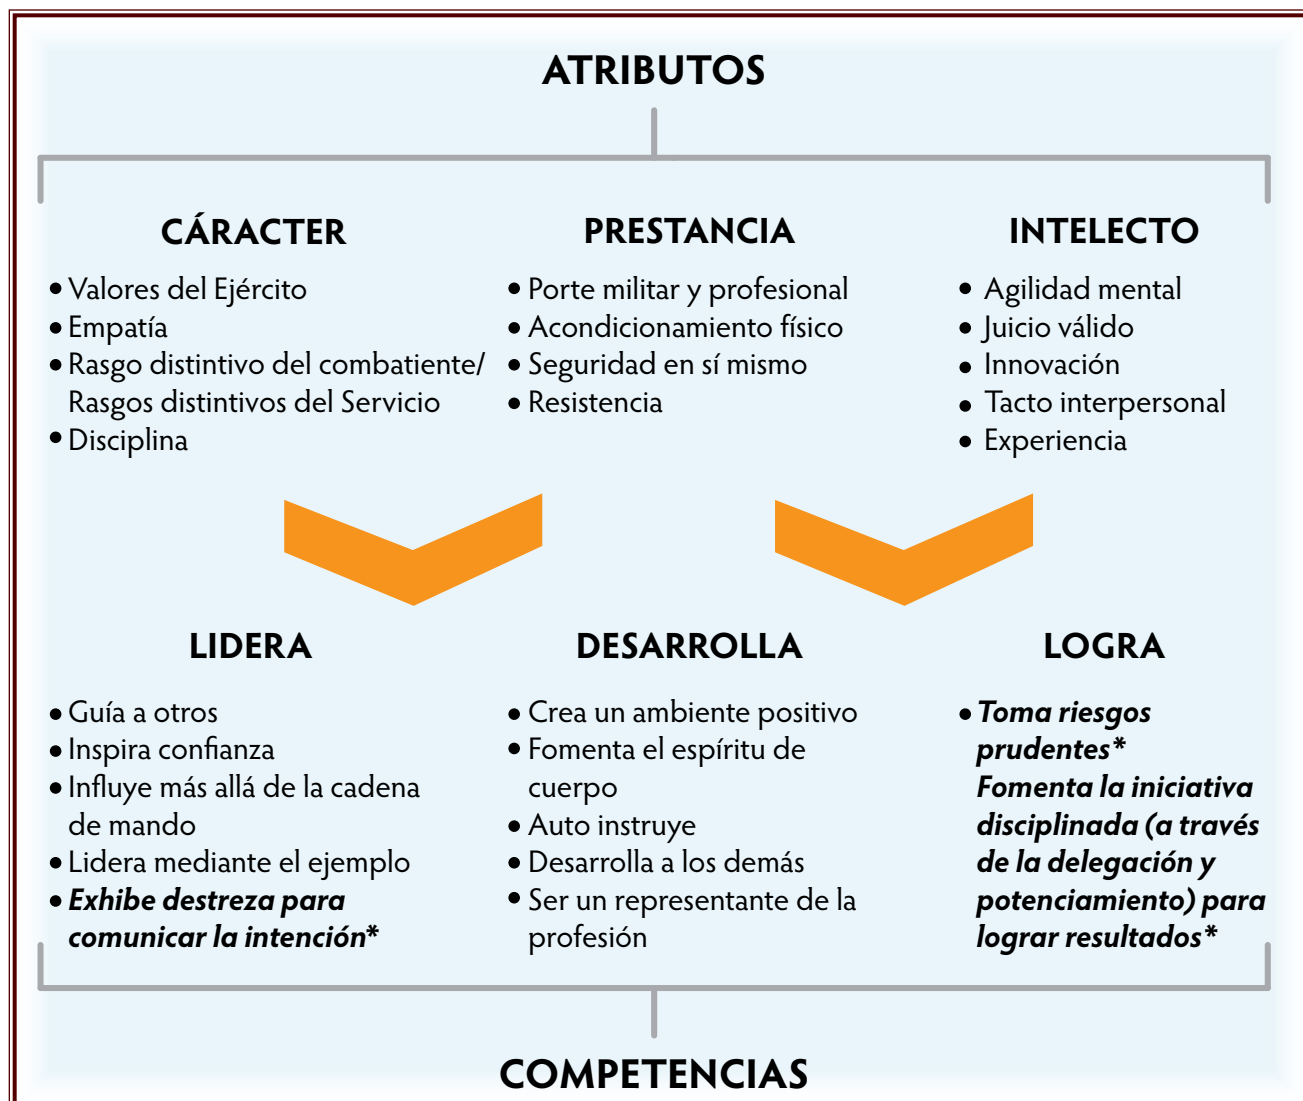 ATRIBUTOS
CÁRACTER
• Valores del Ejército
• Empatía
• Rasgo distintivo del combatiente/
Rasgos distintivos del Servicio
• Disciplina
PRESTANCIA
• Porte militar y profesional
• Acondicionamiento físico
• Seguridad en sí mismo
• Resistencia
INTELECTO
• Agilidad mental
• Juicio válido
• Innovación
• Tacto interpersonal
• Experiencia
LIDERA
• Guía a otros
• Inspira confianza
• Influye más allá de la cadena
de mando
• Lidera mediante el ejemplo
• Exhibe destreza para
comunicar la intención*
DESARROLLA
• Crea un ambiente positivo
• Fomenta el espíritu de
cuerpo
• Auto instruye
• Desarrolla a los demás
• Ser un representante de la
profesión
LOGRA
• Toma riesgos
prudentes*
Fomenta la iniciativa
disciplinada (a través
de la delegación y
potenciamiento) para
lograr resultados*
COMPETENCIAS